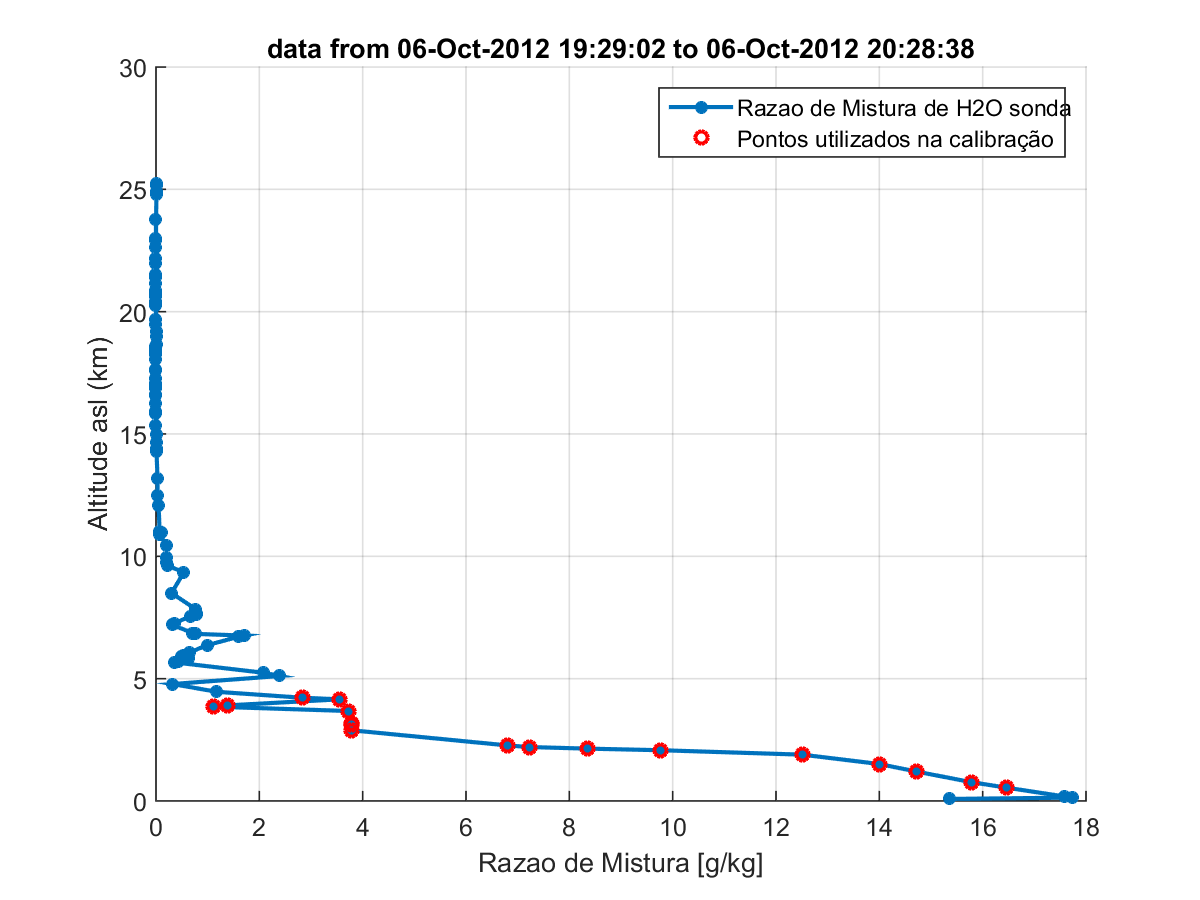 data from 06-Oct-2012 19:29:02 to 06-Oct-2012 20:28:38
30
25
20
15
10
5
0
Altitude asl (km)
Razao de Mistura de H2O sonda
Pontos utilizados na calibração
0 2 4 6 8 10 12 14 16 18
Razao de Mistura [g/kg]